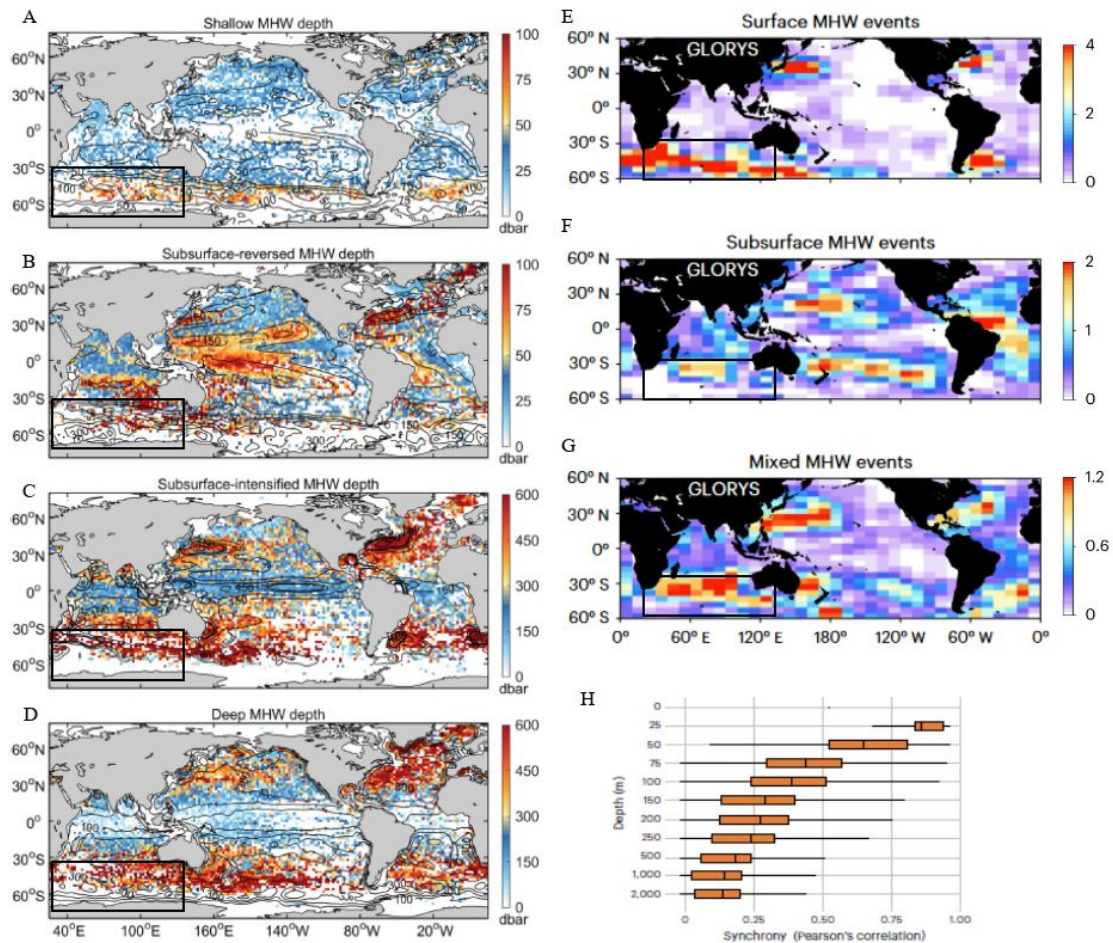 A
Shallow MHW depth
60°N
30°N
0°
30°S
60°S
100
75
50
25
0
dbar
B
Subsurface-reversed MHW depth
60°N
30°N
0°
30°S
60°S
100
75
50
25
0
dbar
C
Subsurface-intensified MHW depth
60°N
30°N
0°
30°S
60°S
600
450
300
150
0
dbar
D
Deep MHW depth
60°N
30°N
0°
30°S
60°S
600
450
300
150
0
dbar
40°E 100°E 160°E 140°W 80°W 20°W
E
Surface MHW events
GLORYS
60° N
30° N
0°
30° S
60° S
4
2
0
F
Subsurface MHW events
GLORYS
60° N
30° N
0°
30° S
60° S
2
1
0
G
Mixed MHW events
GLORYS
60° N
30° N
0°
30° S
60° S
1.2
0.6
0
0° 60° E 120° E 180° 120° W 60° W 0°
H
Depth (m)
0
25
50
75
100
150
200
250
500
1,000
2,000
0 0.25 0.50 0.75 1.00
Synchrony (Pearson's correlation)